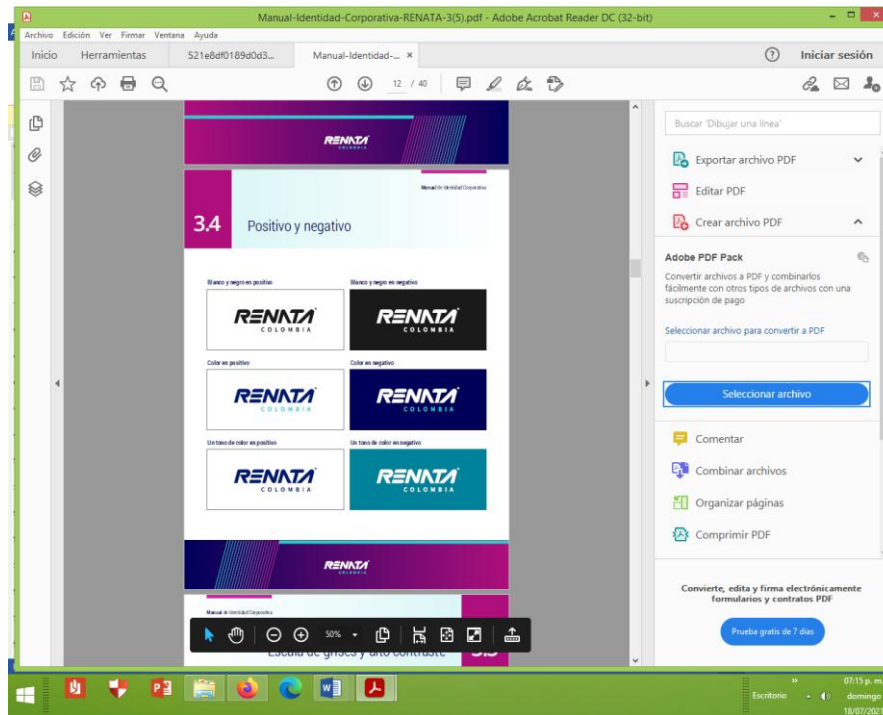 Manual-Identidad-Corporativa-RENATA-3(5).pdf - Adobe Acrobat Reader DC (32-bit)
Archivo Edición Ver Firmar Ventana Ayuda
Inicio Herramientas 521e8df0189d0d3... Manual-Identidad-... × Iniciar sesión
12 / 40
RENATA
COLOMBIA
Manual de Identidad Corporativa
3.4 Positivo y negativo
Blanco y negro en positivo Blanco y negro en negativo
RENATA RENATA
COLOMBIA COLOMBIA
Color en positivo Color en negativo
RENATA RENATA
COLOMBIA COLOMBIA
Un tono de color en positivo Un tono de color en negativo
RENATA RENATA
COLOMBIA COLOMBIA
RENATA
COLOMBIA
Manual de Identidad Corporativa
50%
Escala de grises y alto contraste
Buscar 'Dibujar una línea'
Exportar archivo PDF
Editar PDF
Crear archivo PDF
Adobe PDF Pack
Convertir archivos a PDF y combinarlos
fácilmente con otros tipos de archivos con una
suscripción de pago
Seleccionar archivo para convertir a PDF
Seleccionar archivo
Comentar
Combinar archivos
Organizar páginas
Comprimir PDF
Convierte, edita y firma electrónicamente
formularios y contratos PDF
Prueba gratis de 7 días
Escritorio
07:15 p. m.
domingo
18/07/2021